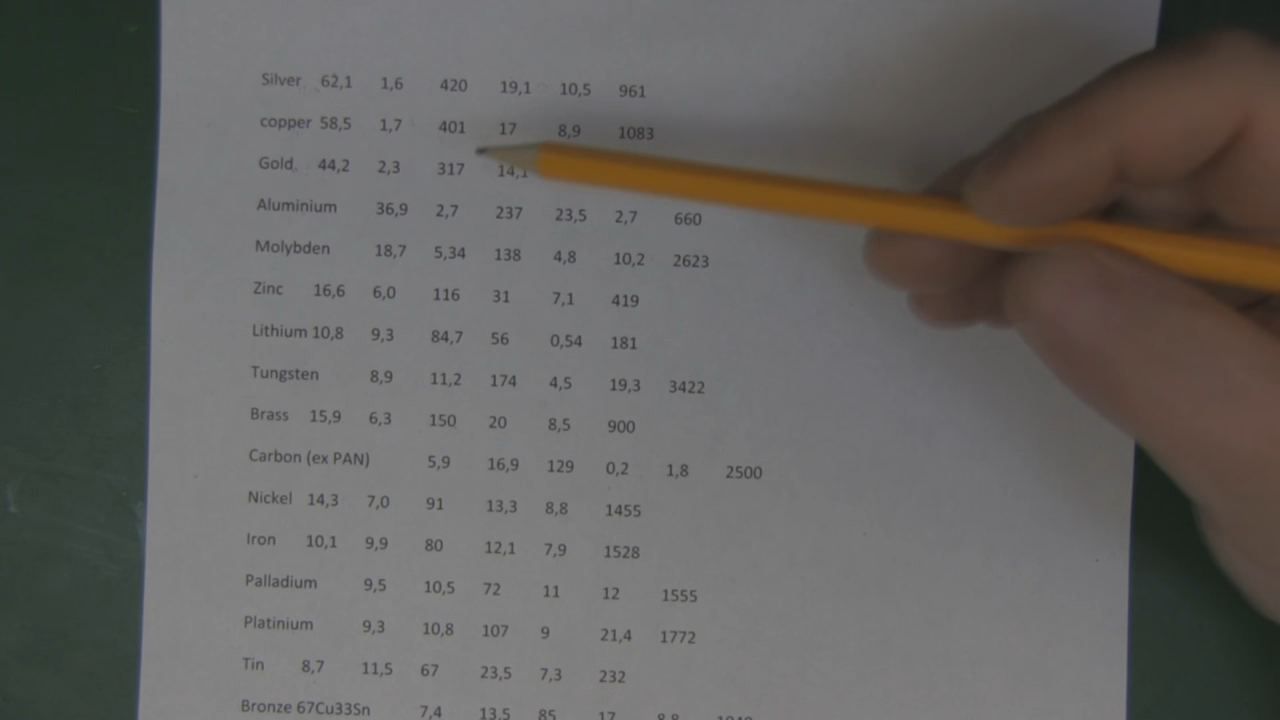 Silver 62,1 1,6 420 19,1 10,5 961
copper 58,5 1,7 401 17 8,9 1083
Gold 44,2 2,3 317 14,1
Aluminium 36,9 2,7 237 23,5 2,7 660
Molybden 18,7 5,34 138 4,8 10,2 2623
Zinc 16,6 6,0 116 31 7,1 419
Lithium 10,8 9,3 84,7 56 0,54 181
Tungsten 8,9 11,2 174 4,5 19,3 3422
Brass 15,9 6,3 150 20 8,5 900
Carbon (ex PAN) 5,9 16,9 129 0,2 1,8 2500
Nickel 14,3 7,0 91 13,3 8,8 1455
Iron 10,1 9,9 80 12,1 7,9 1528
Palladium 9,5 10,5 72 11 12 1555
Platinium 9,3 10,8 107 9 21,4 1772
Tin 8,7 11,5 67 23,5 7,3 232
Bronze 67Cu33Sn 7,4 13,5 85 17